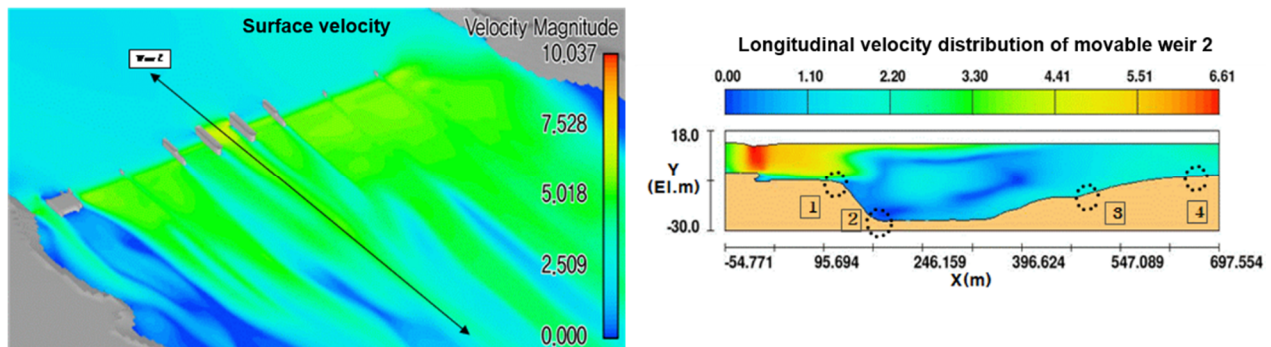 Surface velocity
Velocity Magnitude
10,037
7,528
5,018
2,509
0,000
Longitudinal velocity distribution of movable weir 2
0.00 1.10 2.20 3.30 4.41 5.51 6.61
18.0
Y
(El.m)
-30.0
1
2
3
4
-54.771 95.694 246.159 396.624 547.089 697.554
X(m)